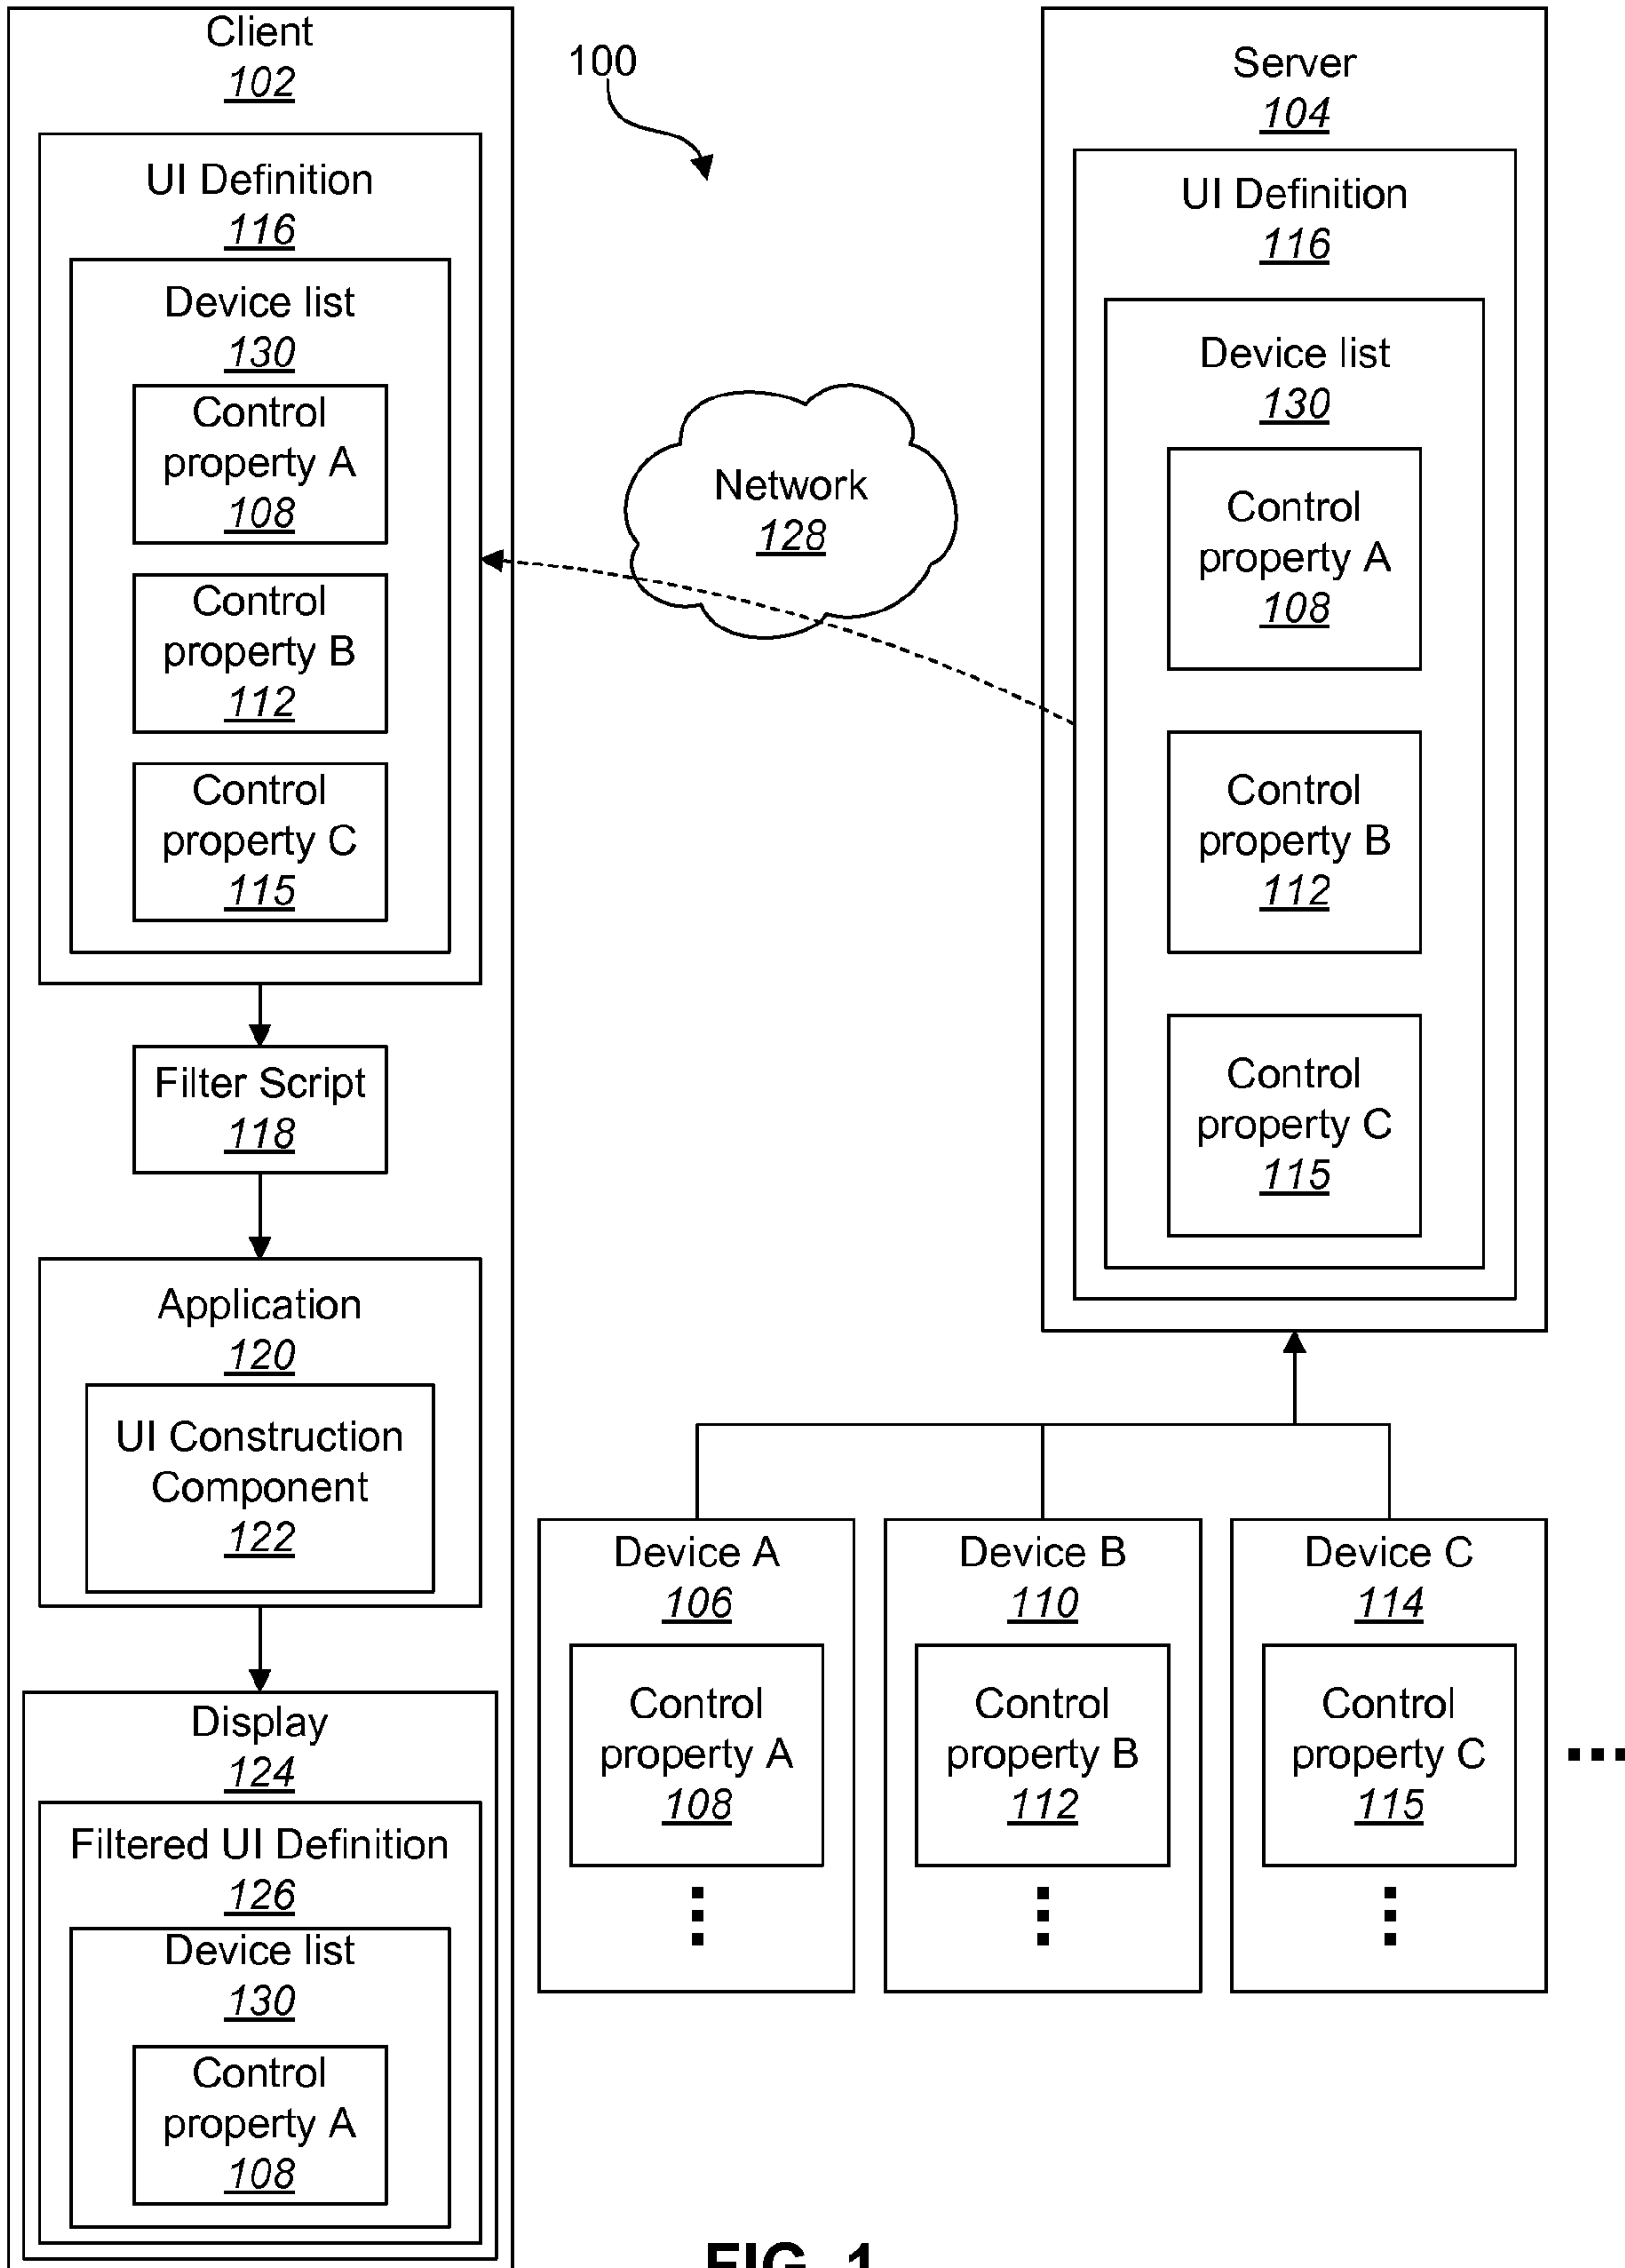 Client
102
UI Definition
116
Device list
130
Control
property A
108
Control
property B
112
Control
property C
115
Filter Script
118
Application
120
UI Construction
Component
122
Display
124
Filtered UI Definition
126
Device list
130
Control
property A
108
100
Network
128
Server
104
UI Definition
116
Device list
130
Control
property A
108
Control
property B
112
Control
property C
115
Device A
106
Control
property A
108
Device B
110
Control
property B
112
Device C
114
Control
property C
115
FIG. 1